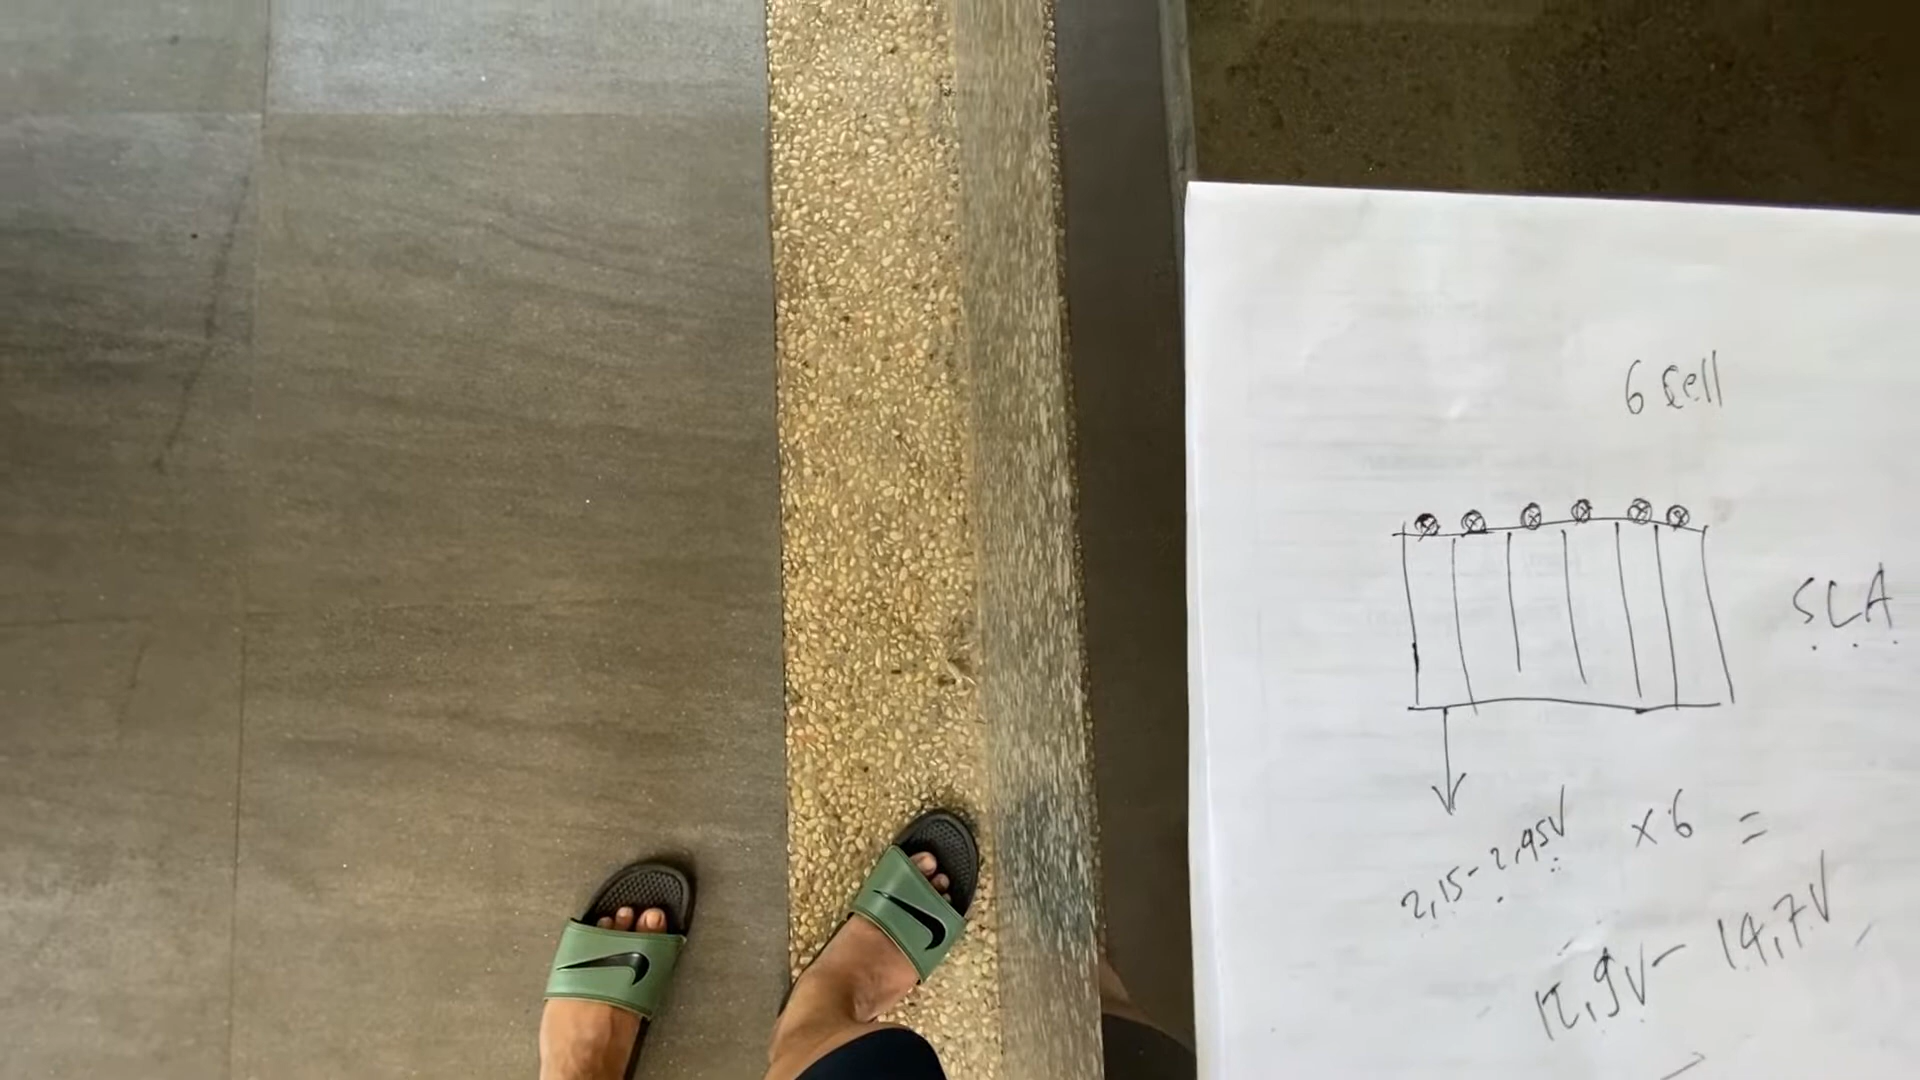 6 Cell
SLA
2,15-2,45V x 6 =
12,9V - 14,7V